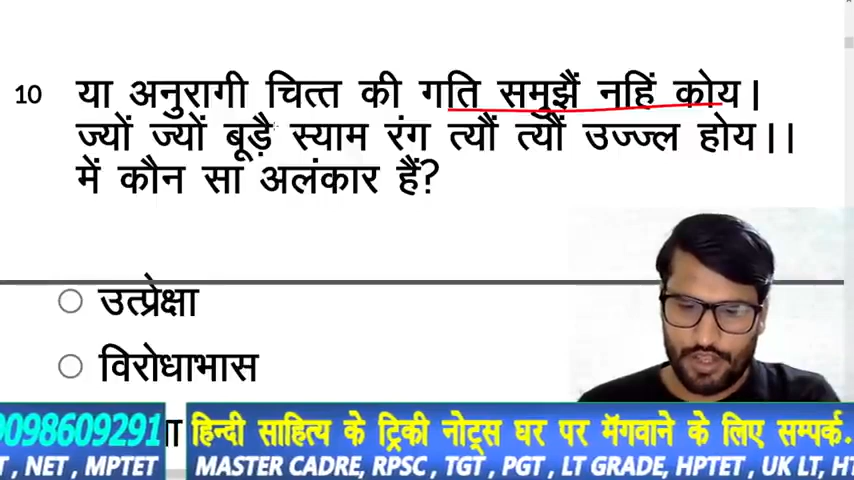 10 या अनुरागी चित्त की गति समुझैं नहिं कोय।
ज्यों ज्यों बूड़ै स्याम रंग त्यौं त्यौं उज्ज्ल होय।।
में कौन सा अलंकार हैं?
उत्प्रेक्षा
विरोधाभास
9098609291 हिन्दी साहित्य के ट्रिकी नोट्स घर पर मॅगवाने के लिए सम्पर्क.
T , NET , MPTET MASTER CADRE, RPSC , TGT , PGT , LT GRADE, HPTET , UK LT, HT